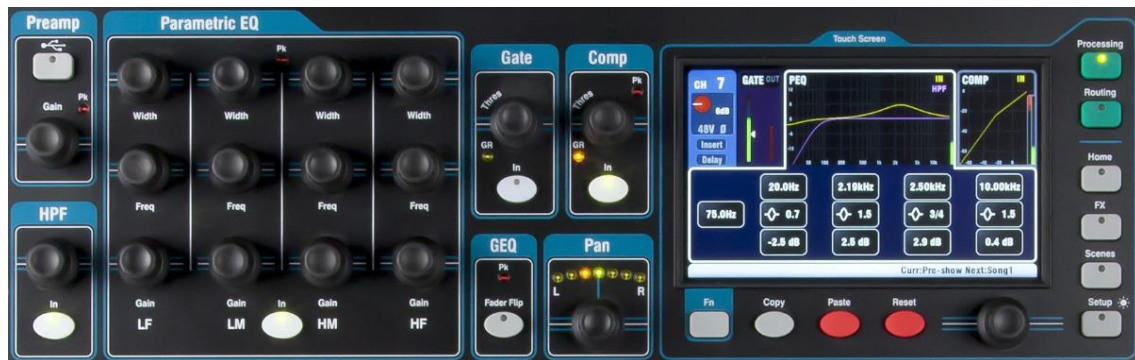 Preamp
Gain
Pk
HPF
In
Parametric EQ
Pk
Width
Width
Width
Width
Freq
Freq
Freq
Freq
Gain
Gain
In
Gain
Gain
LF
LM
HM
HF
Gate
Thres
GR
In
Comp
Pk
Thres
GR
In
GEQ
Pk
Fader Flip
Pan
L
R
Touch Screen
CH 7
6dB
48V Ø
Insert
Delay
GATE OUT
PEQ
IN
HPF
COMP
IN
20.0Hz
2.19kHz
2.50kHz
10.00kHz
75.0Hz
0.7
1.5
3/4
1.5
-2.5 dB
2.5 dB
2.9 dB
0.4 dB
Curr:Pre-show Next:Song1
Fn
Copy
Paste
Reset
Processing
Routing
Home
FX
Scenes
Setup